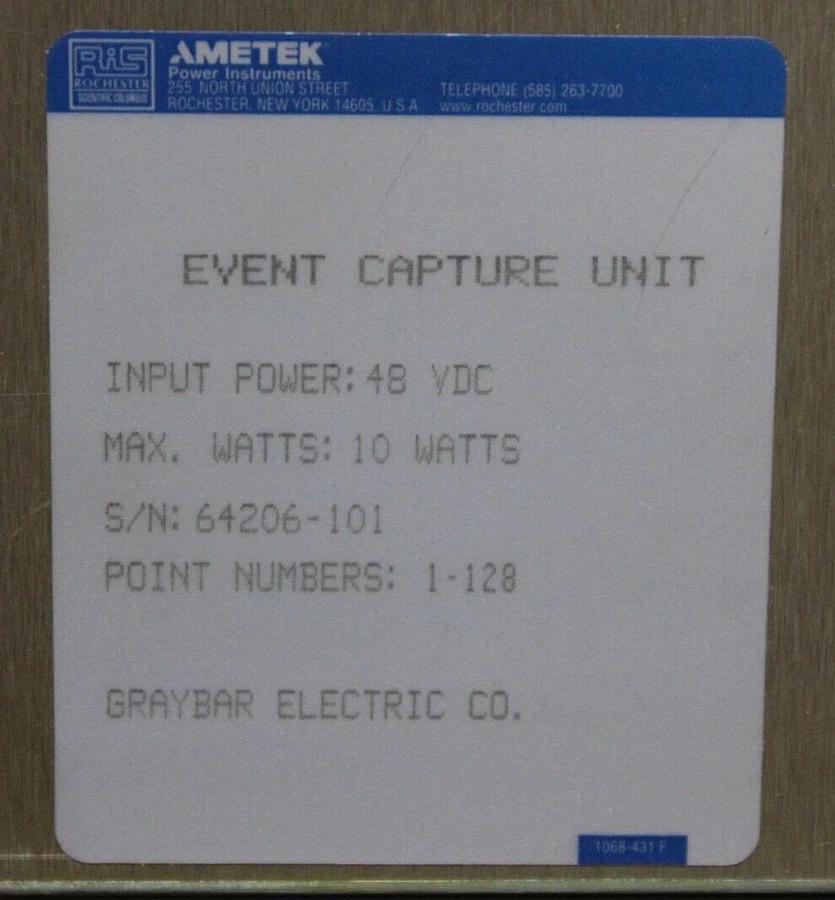 RiS
ROCHESTER
SCIENTIFIC COLUMBUS
AMETEK
Power Instruments
255 NORTH UNION STREET
ROCHESTER, NEW YORK 14605 U S A
TELEPHONE (585) 263-7700
www.rochester.com
EVENT CAPTURE UNIT
INPUT POWER: 48 VDC
MAX. WATTS: 10 WATTS
S/N: 64206-101
POINT NUMBERS: 1-128
GRAYBAR ELECTRIC CO.
1068-431 F